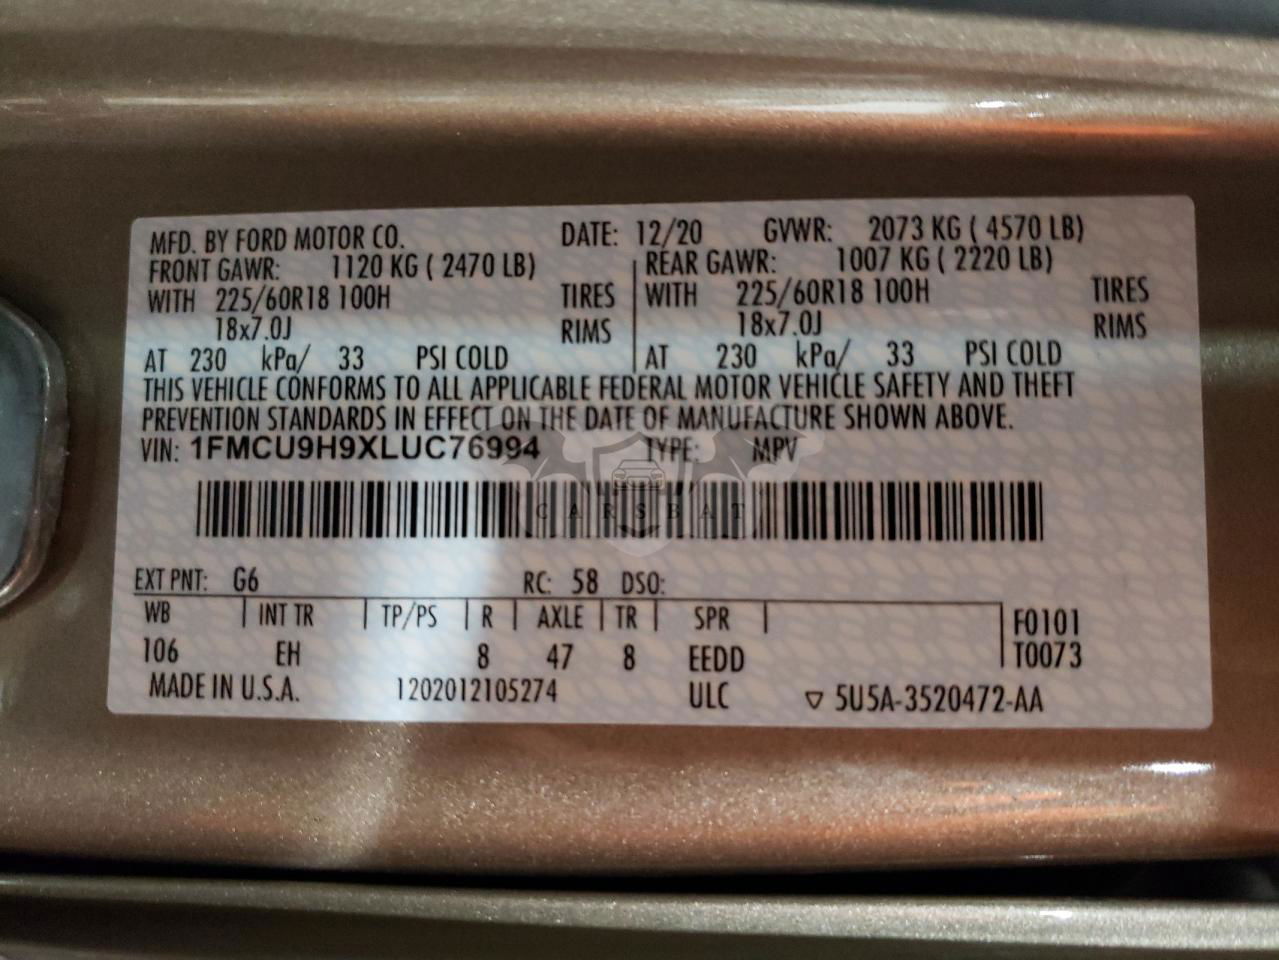 MFD. BY FORD MOTOR CO. DATE: 12/20 GVWR: 2073 KG ( 4570 LB)
FRONT GAWR: 1120 KG ( 2470 LB) REAR GAWR: 1007 KG ( 2220 LB)
WITH 225/60R18 100H TIRES WITH 225/60R18 100H TIRES
18x7.0J RIMS 18x7.0J RIMS
AT 230 kPa/ 33 PSI COLD AT 230 kPa/ 33 PSI COLD
THIS VEHICLE CONFORMS TO ALL APPLICABLE FEDERAL MOTOR VEHICLE SAFETY AND THEFT
PREVENTION STANDARDS IN EFFECT ON THE DATE OF MANUFACTURE SHOWN ABOVE.
VIN: 1FMCU9H9XLUC76994 TYPE: MPV
CARSBAT
EXT PNT: G6 RC: 58 DSO:
WB INT TR TP/PS R AXLE TR SPR F0101
106 EH 8 47 8 EEDD T0073
MADE IN U.S.A. 1202012105274 ULC ▽ 5U5A-3520472-AA